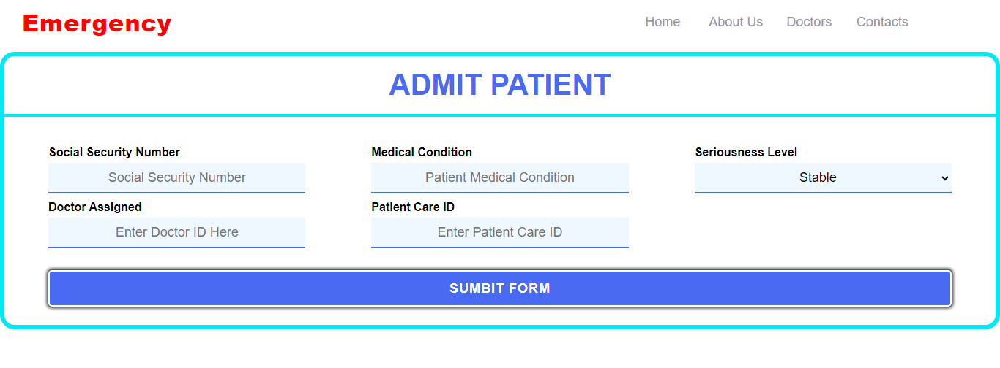 Emergency
Home About Us Doctors Contacts
ADMIT PATIENT
Social Security Number Medical Condition Seriousness Level
Social Security Number Patient Medical Condition Stable
Doctor Assigned Patient Care ID
Enter Doctor ID Here Enter Patient Care ID
SUMBIT FORM